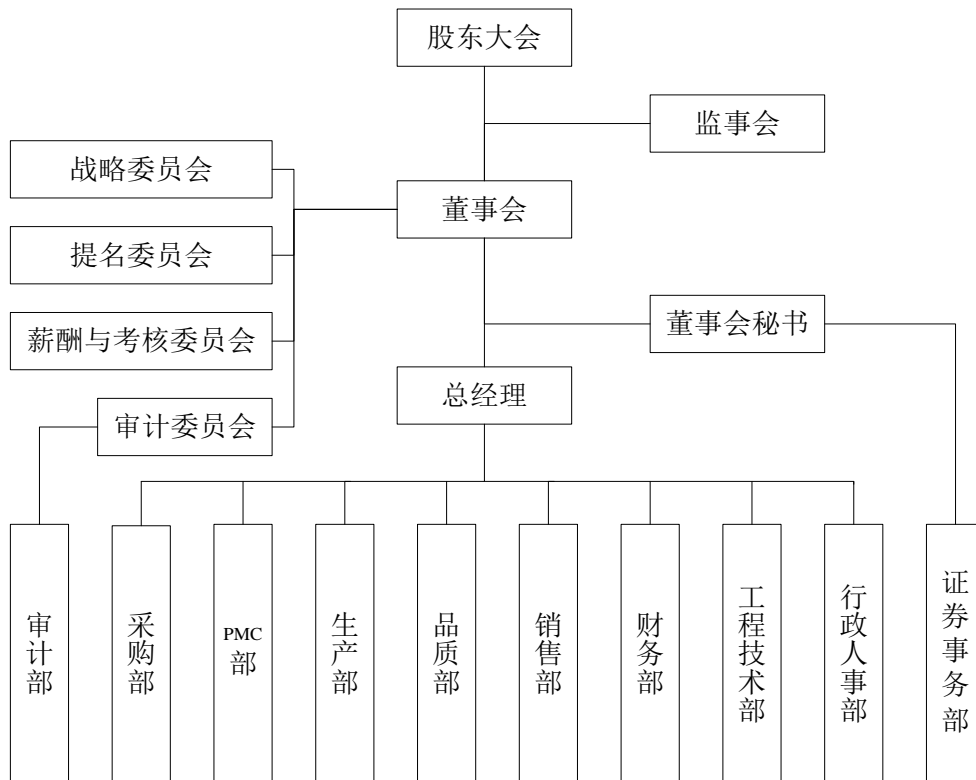 股东大会
监事会
战略委员会
董事会
提名委员会
董事会秘书
薪酬与考核委员会
总经理
审计委员会
审计部
采购部
PMC
部
生产部
品质部
销售部
财务部
工程技术部
行政人事部
证券事务部